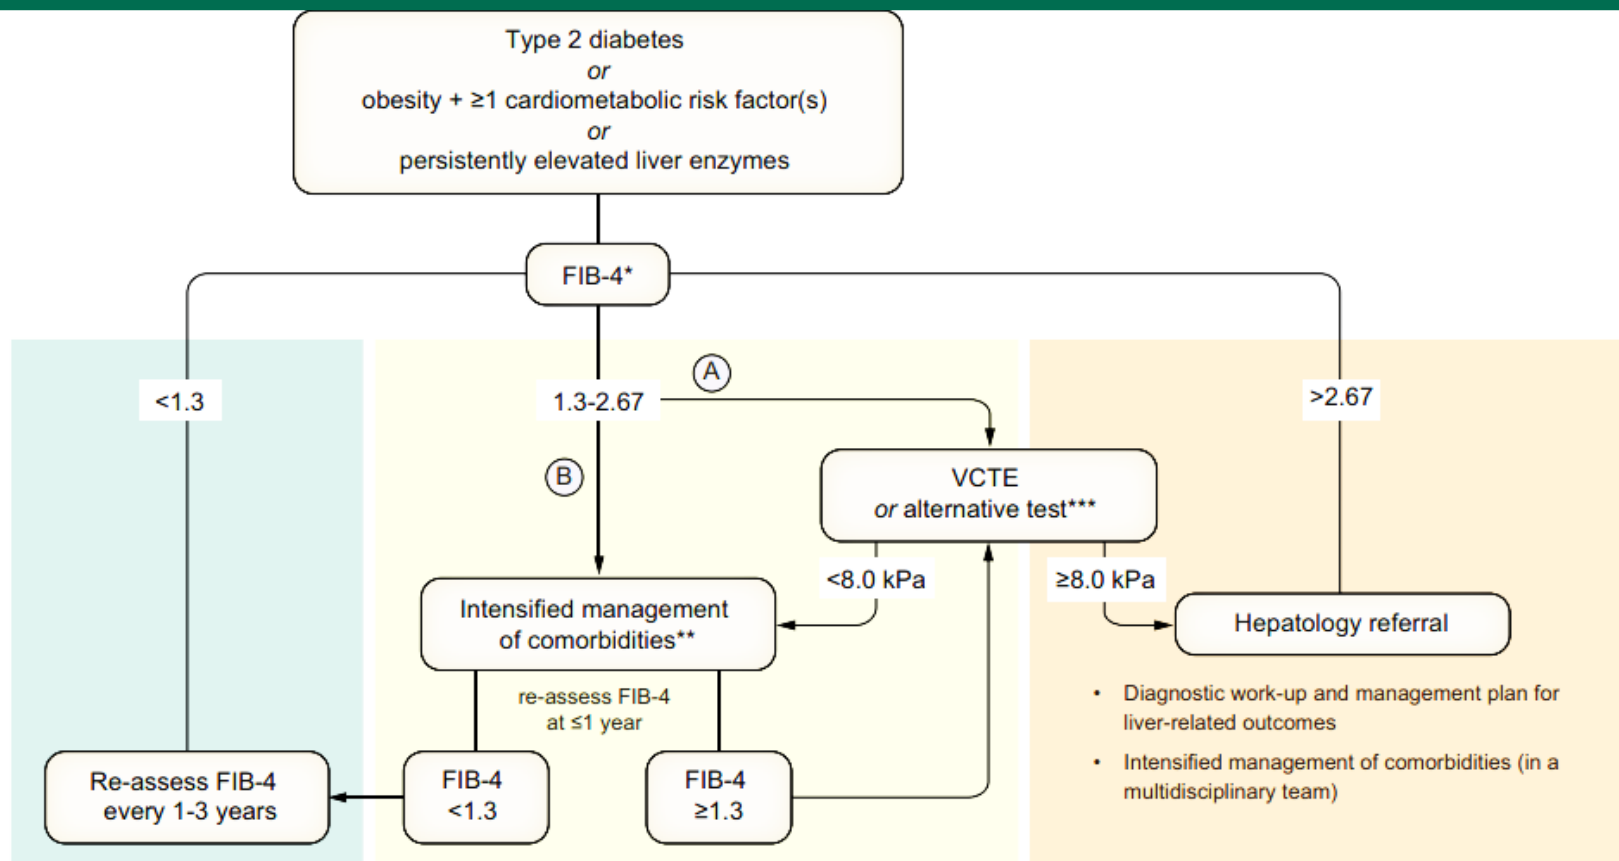 Type 2 diabetes
or
obesity + ≥1 cardiometabolic risk factor(s)
or
persistently elevated liver enzymes
FIB-4*
<1.3
1.3-2.67
A
>2.67
B
VCTE
or alternative test***
<8.0 kPa
≥8.0 kPa
Intensified management
of comorbidities**
Hepatology referral
re-assess FIB-4
at ≤1 year
• Diagnostic work-up and management plan for
liver-related outcomes
• Intensified management of comorbidities (in a
multidisciplinary team)
Re-assess FIB-4
every 1-3 years
FIB-4
<1.3
FIB-4
≥1.3